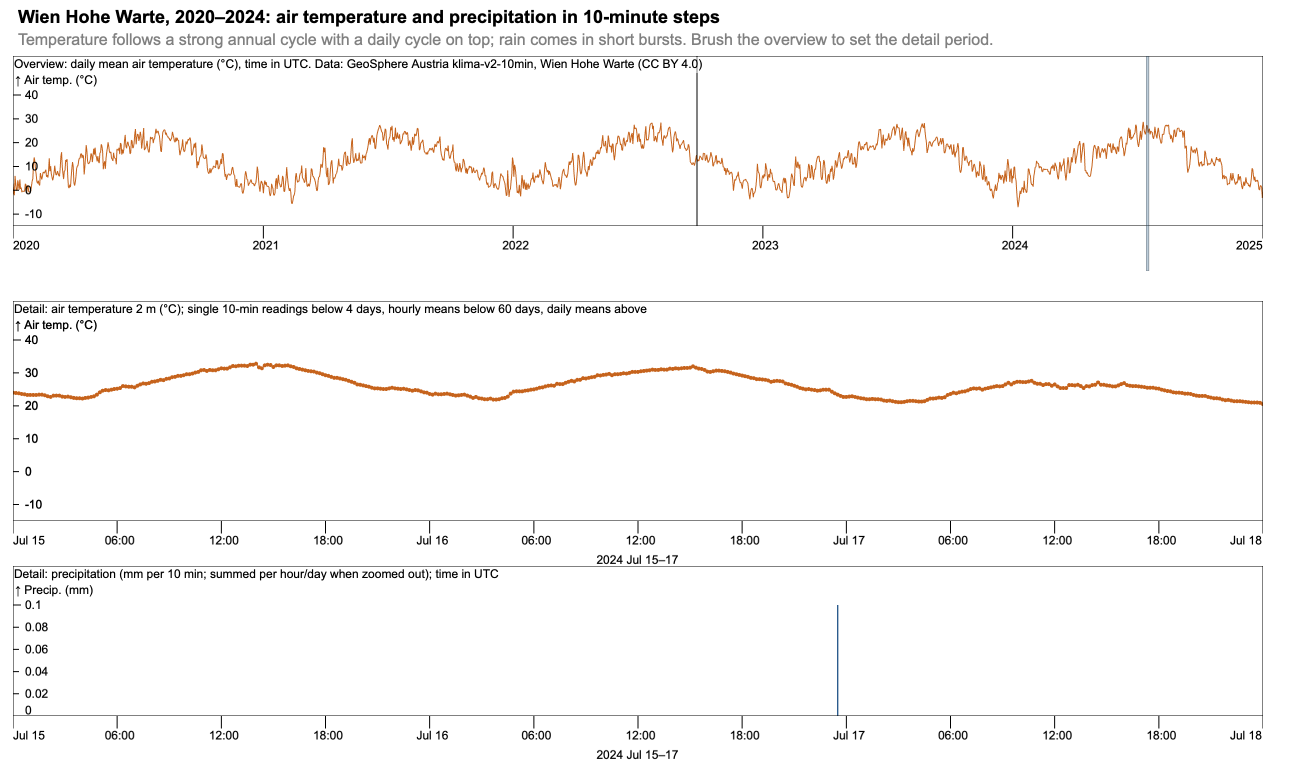 Wien Hohe Warte, 2020–2024: air temperature and precipitation in 10-minute steps
Temperature follows a strong annual cycle with a daily cycle on top; rain comes in short bursts. Brush the overview to set the detail period.
Overview: daily mean air temperature (°C), time in UTC. Data: GeoSphere Austria klima-v2-10min, Wien Hohe Warte (CC BY 4.0)
↑ Air temp. (°C)
40
30
20
10
0
-10
2020 2021 2022 2023 2024 2025
Detail: air temperature 2 m (°C); single 10-min readings below 4 days, hourly means below 60 days, daily means above
↑ Air temp. (°C)
40
30
20
10
0
-10
Jul 15 06:00 12:00 18:00 Jul 16 06:00 12:00 18:00 Jul 17 06:00 12:00 18:00 Jul 18
2024 Jul 15–17
Detail: precipitation (mm per 10 min; summed per hour/day when zoomed out); time in UTC
↑ Precip. (mm)
0.1
0.08
0.06
0.04
0.02
0
Jul 15 06:00 12:00 18:00 Jul 16 06:00 12:00 18:00 Jul 17 06:00 12:00 18:00 Jul 18
2024 Jul 15–17